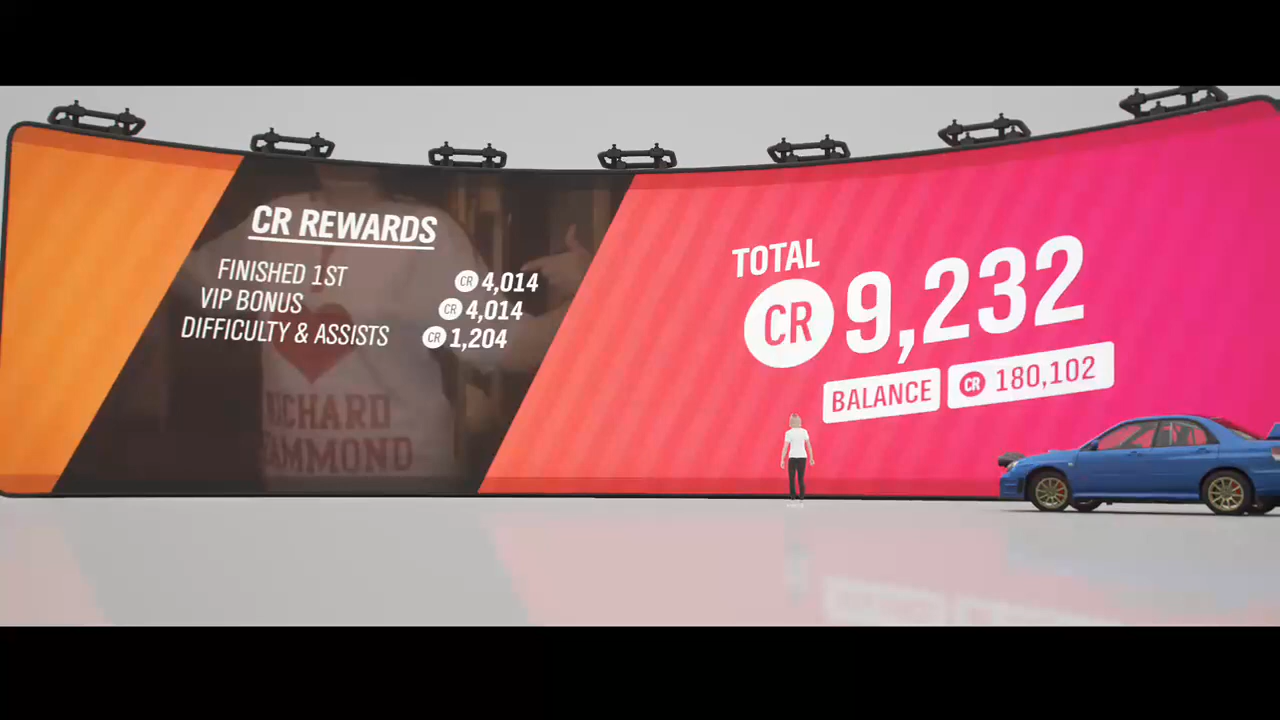 CR REWARDS
FINISHED 1ST CR 4,014
VIP BONUS CR 4,014
DIFFICULTY & ASSISTS CR 1,204
RICHARD
HAMMOND
TOTAL
CR 9,232
BALANCE CR 180,102